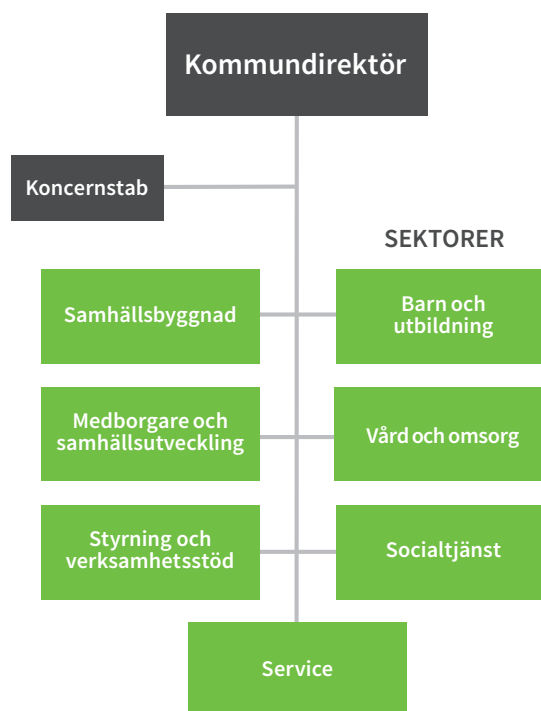 Kommundirektör
Koncernstab
SEKTORER
Samhällsbyggnad
Barn och
utbildning
Medborgare och
samhällsutveckling
Vård och omsorg
Styrning och
verksamhetsstöd
Socialtjänst
Service